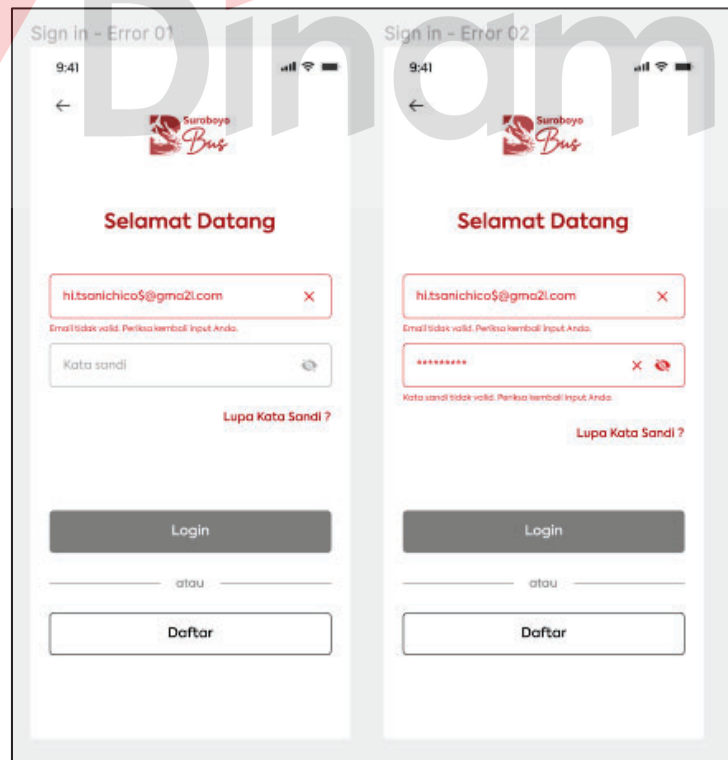 Dinam
Sign in - Error 01
9:41
Suroboyo
Bus
Selamat Datang
hi.tsanichico$@gma2l.com
Email tidak valid. Periksa kembali input Anda.
Kata sandi
Lupa Kata Sandi ?
Login
atau
Daftar
Sign in - Error 02
9:41
Suroboyo
Bus
Selamat Datang
hi.tsanichico$@gma2l.com
Email tidak valid. Periksa kembali input Anda.
*********
Kata sandi tidak valid. Periksa kembali input Anda.
Lupa Kata Sandi ?
Login
atau
Daftar